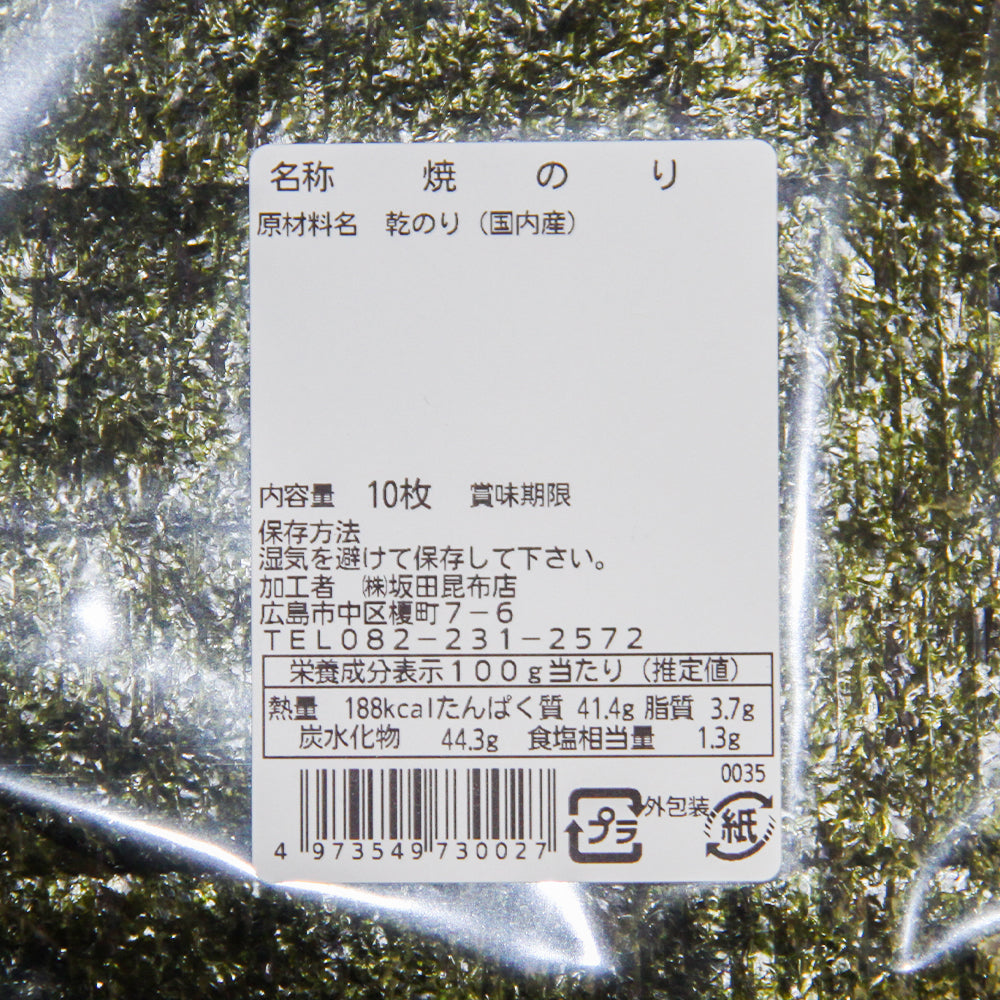 名称 焼のり
原材料名 乾のり（国内産）
内容量 10枚 賞味期限
保存方法
湿気を避けて保存して下さい。
加工者 ㈱坂田昆布店
広島市中区榎町7－6
TEL082－231－2572
栄養成分表示100g当たり（推定値）
熱量 188kcalたんぱく質 41.4g 脂質 3.7g
炭水化物 44.3g 食塩相当量 1.3g
0035
4 973549 730027
プラ 外包装 紙